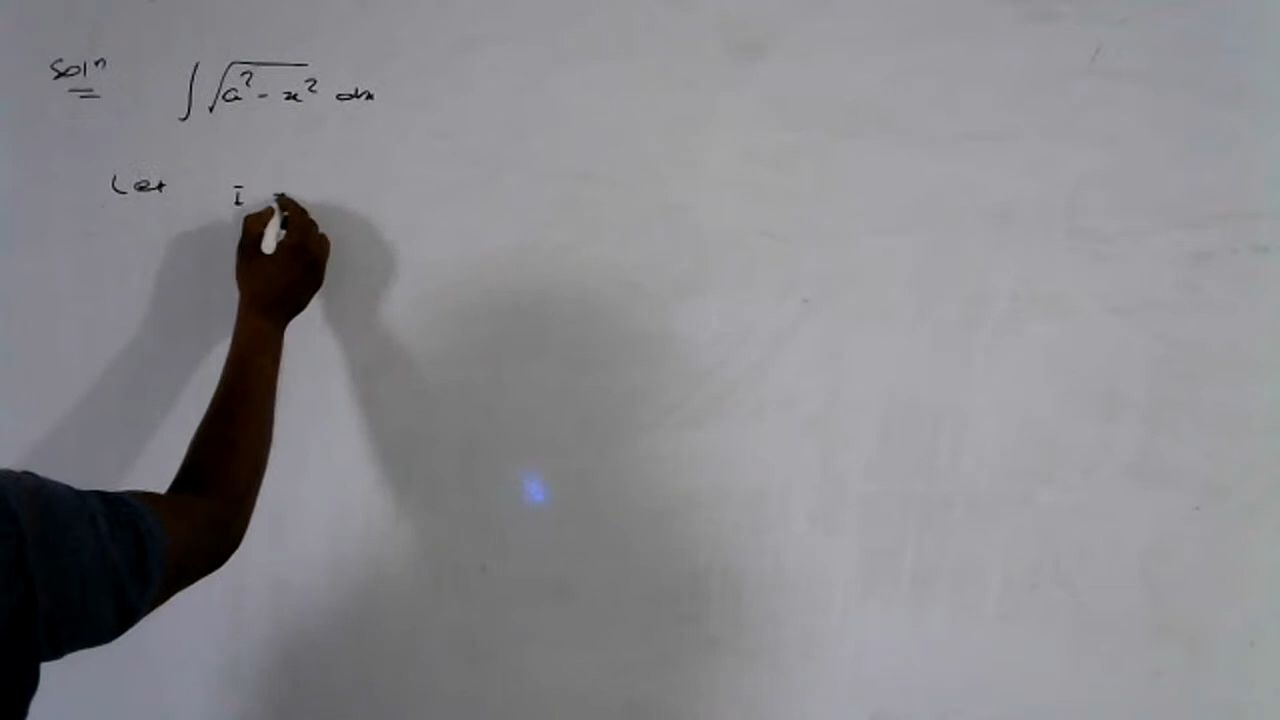 Solⁿ ∫ √(a² - x²) dx
Let I